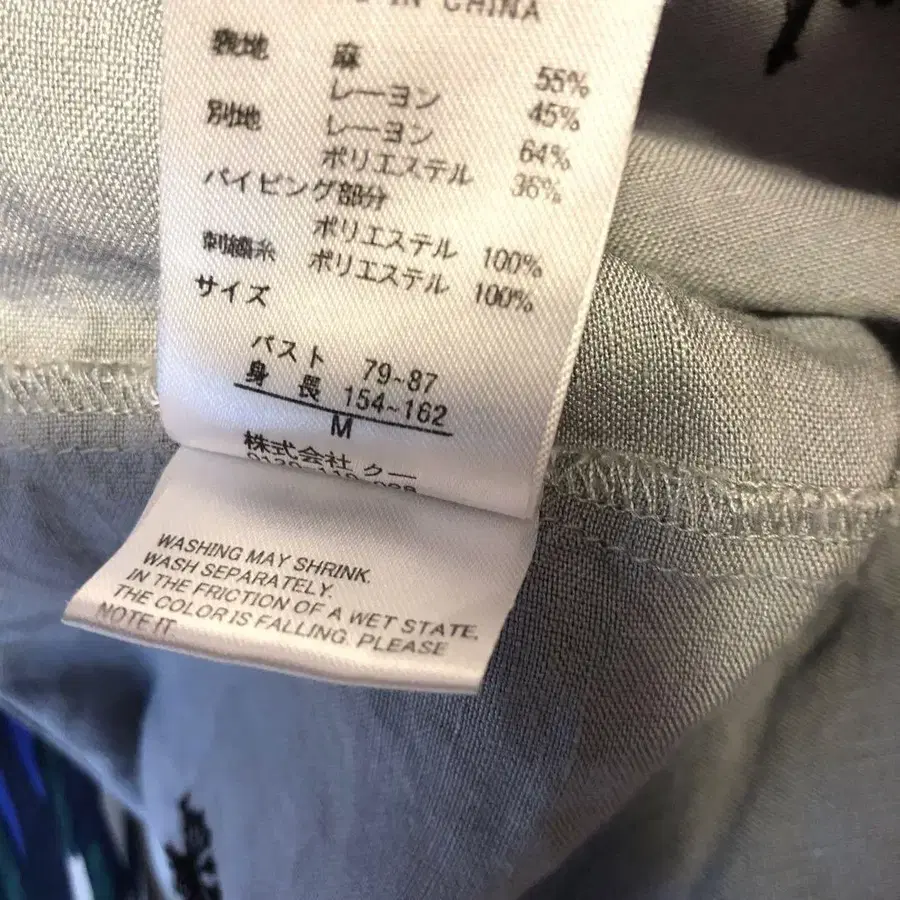 IN CHINA
表地 麻 55%
レーヨン 45%
別地 レーヨン 64%
ポリエステル 36%
パイピング部分
ポリエステル 100%
刺繍糸 ポリエステル 100%
サイズ
バスト 79~87
身長 154~162
M
株式会社 クー
WASHING MAY SHRINK.
WASH SEPARATELY.
IN THE FRICTION OF A WET STATE,
THE COLOR IS FALLING. PLEASE
NOTE IT